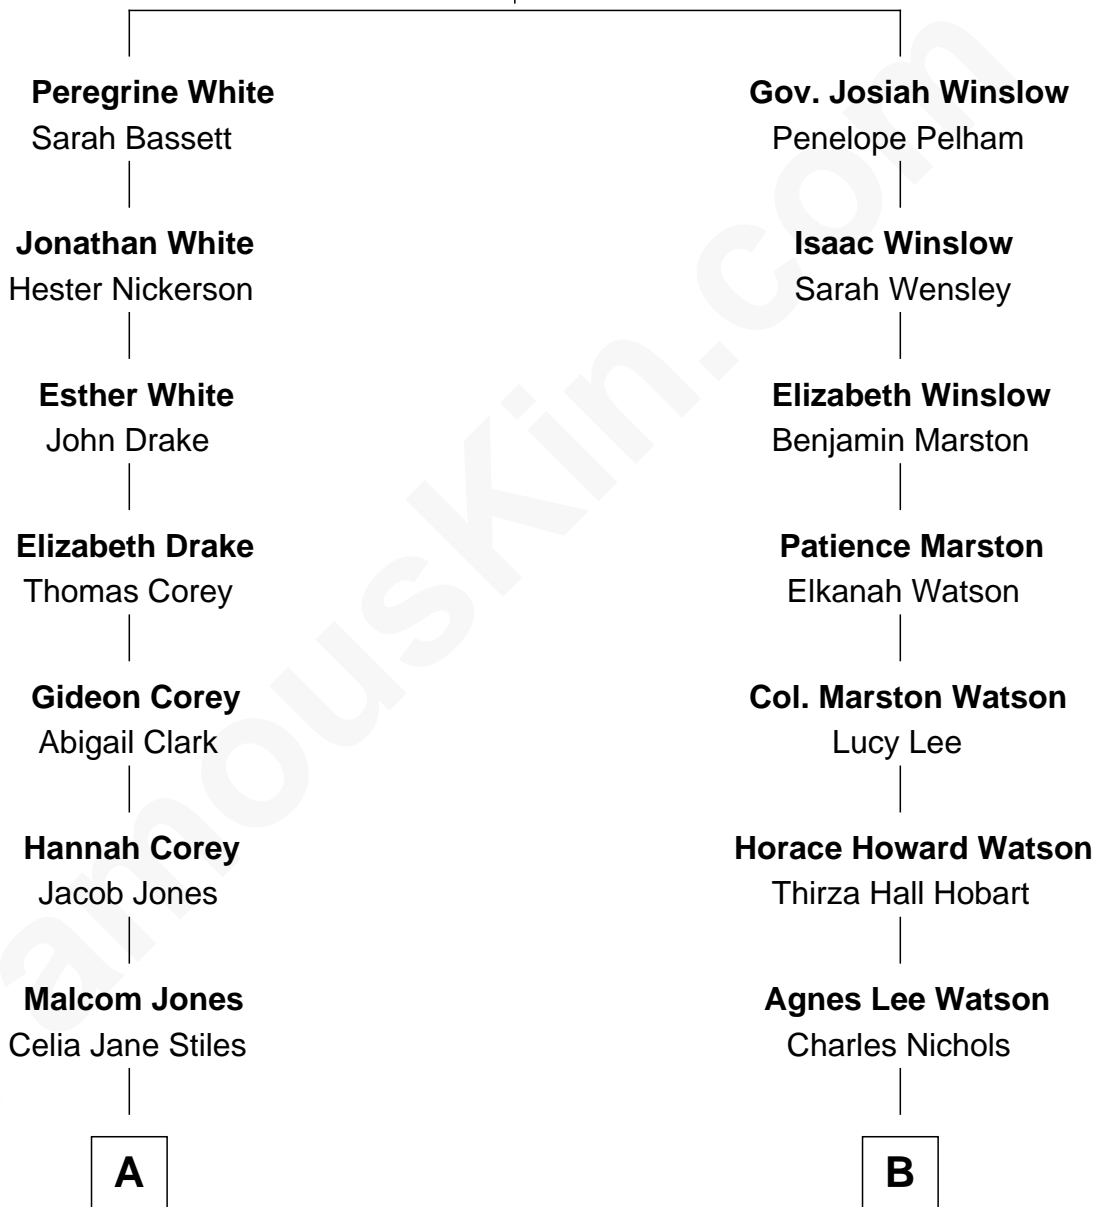 Peregrine White
Sarah Bassett
Jonathan White
Hester Nickerson
Esther White
John Drake
Elizabeth Drake
Thomas Corey
Gideon Corey
Abigail Clark
Hannah Corey
Jacob Jones
Malcom Jones
Celia Jane Stiles
A
Gov. Josiah Winslow
Penelope Pelham
Isaac Winslow
Sarah Wensley
Elizabeth Winslow
Benjamin Marston
Patience Marston
Elkanah Watson
Col. Marston Watson
Lucy Lee
Horace Howard Watson
Thirza Hall Hobart
Agnes Lee Watson
Charles Nichols
B
amouskin.com